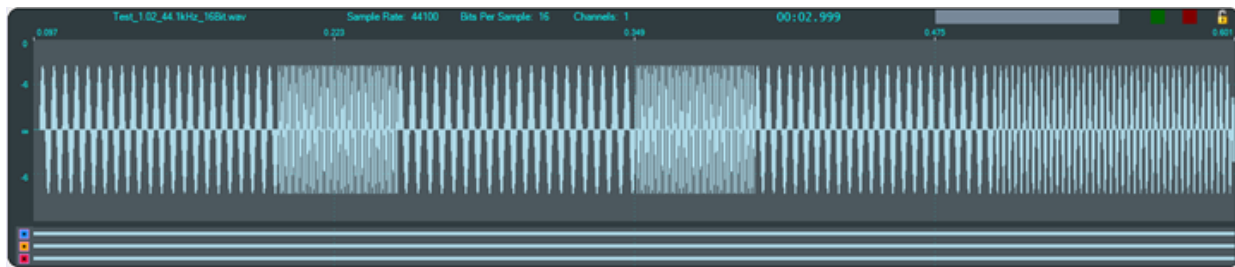 Test_1.02_44.1kHz_16Bit.wav Sample Rate: 44100 Bits Per Sample: 16 Channels: 1 00:02.999
0.097 0.223 0.349 0.475 0.601
0
-6
∞
-6